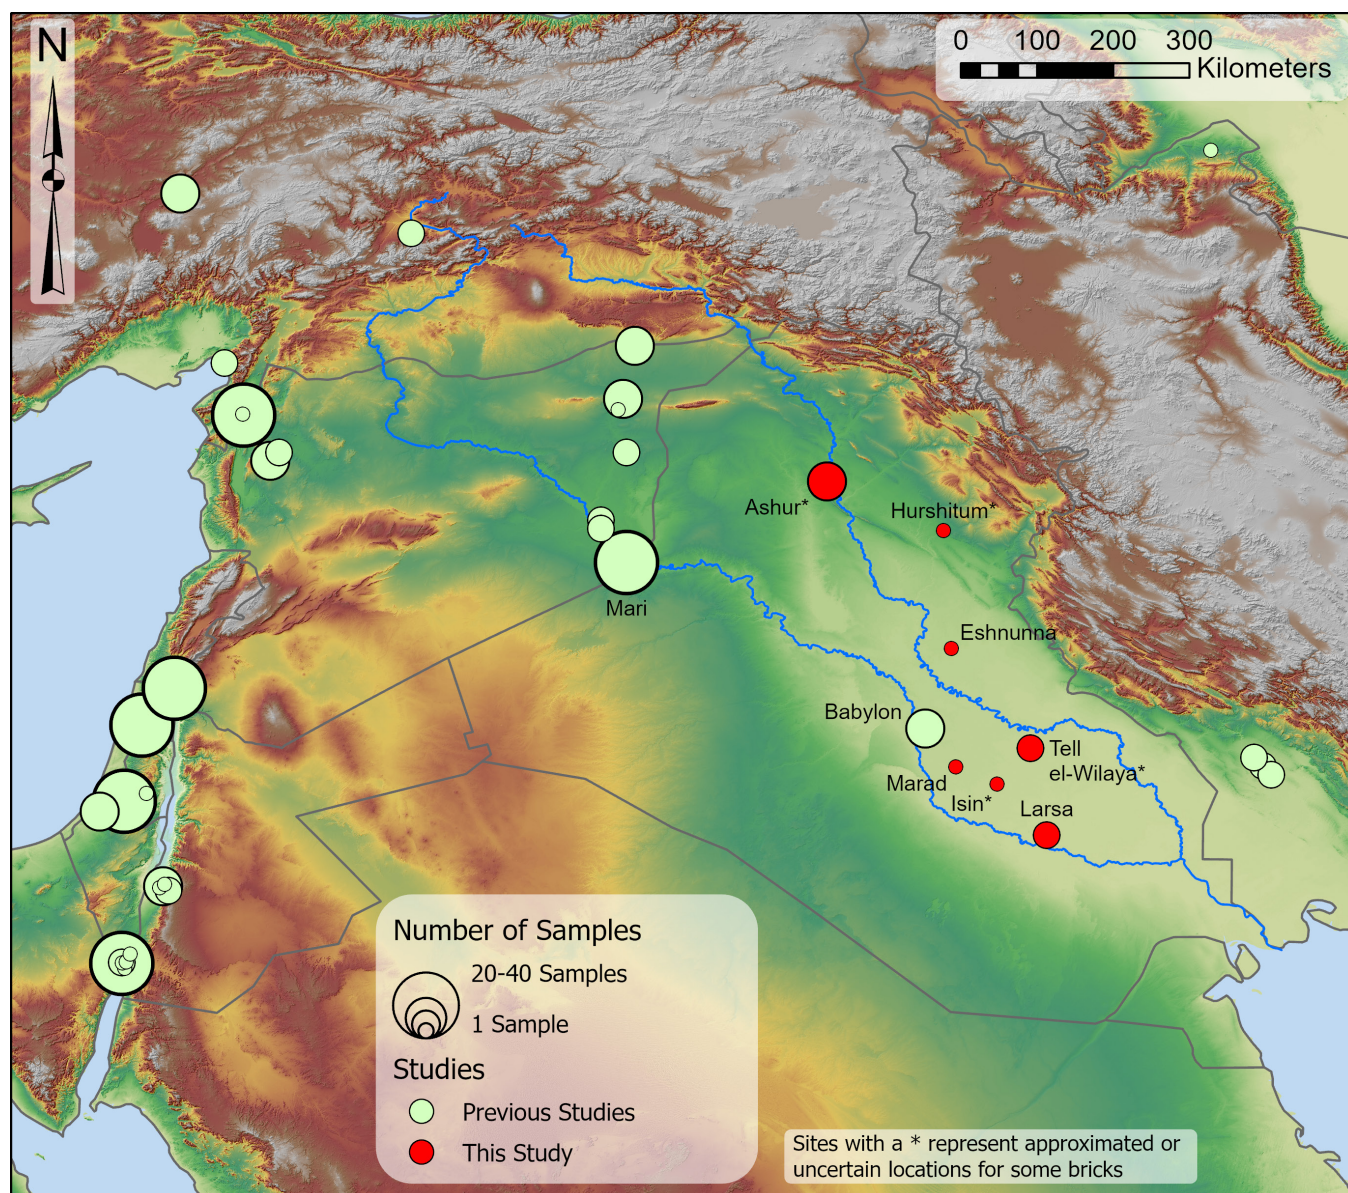 N
0 100 200 300
Kilometers
Ashur*
Hurshitum*
Mari
Eshnunna
Babylon
Tell
el-Wilaya*
Marad
Isin*
Larsa
Number of Samples
20-40 Samples
1 Sample
Studies
Previous Studies
This Study
Sites with a * represent approximated or
uncertain locations for some bricks